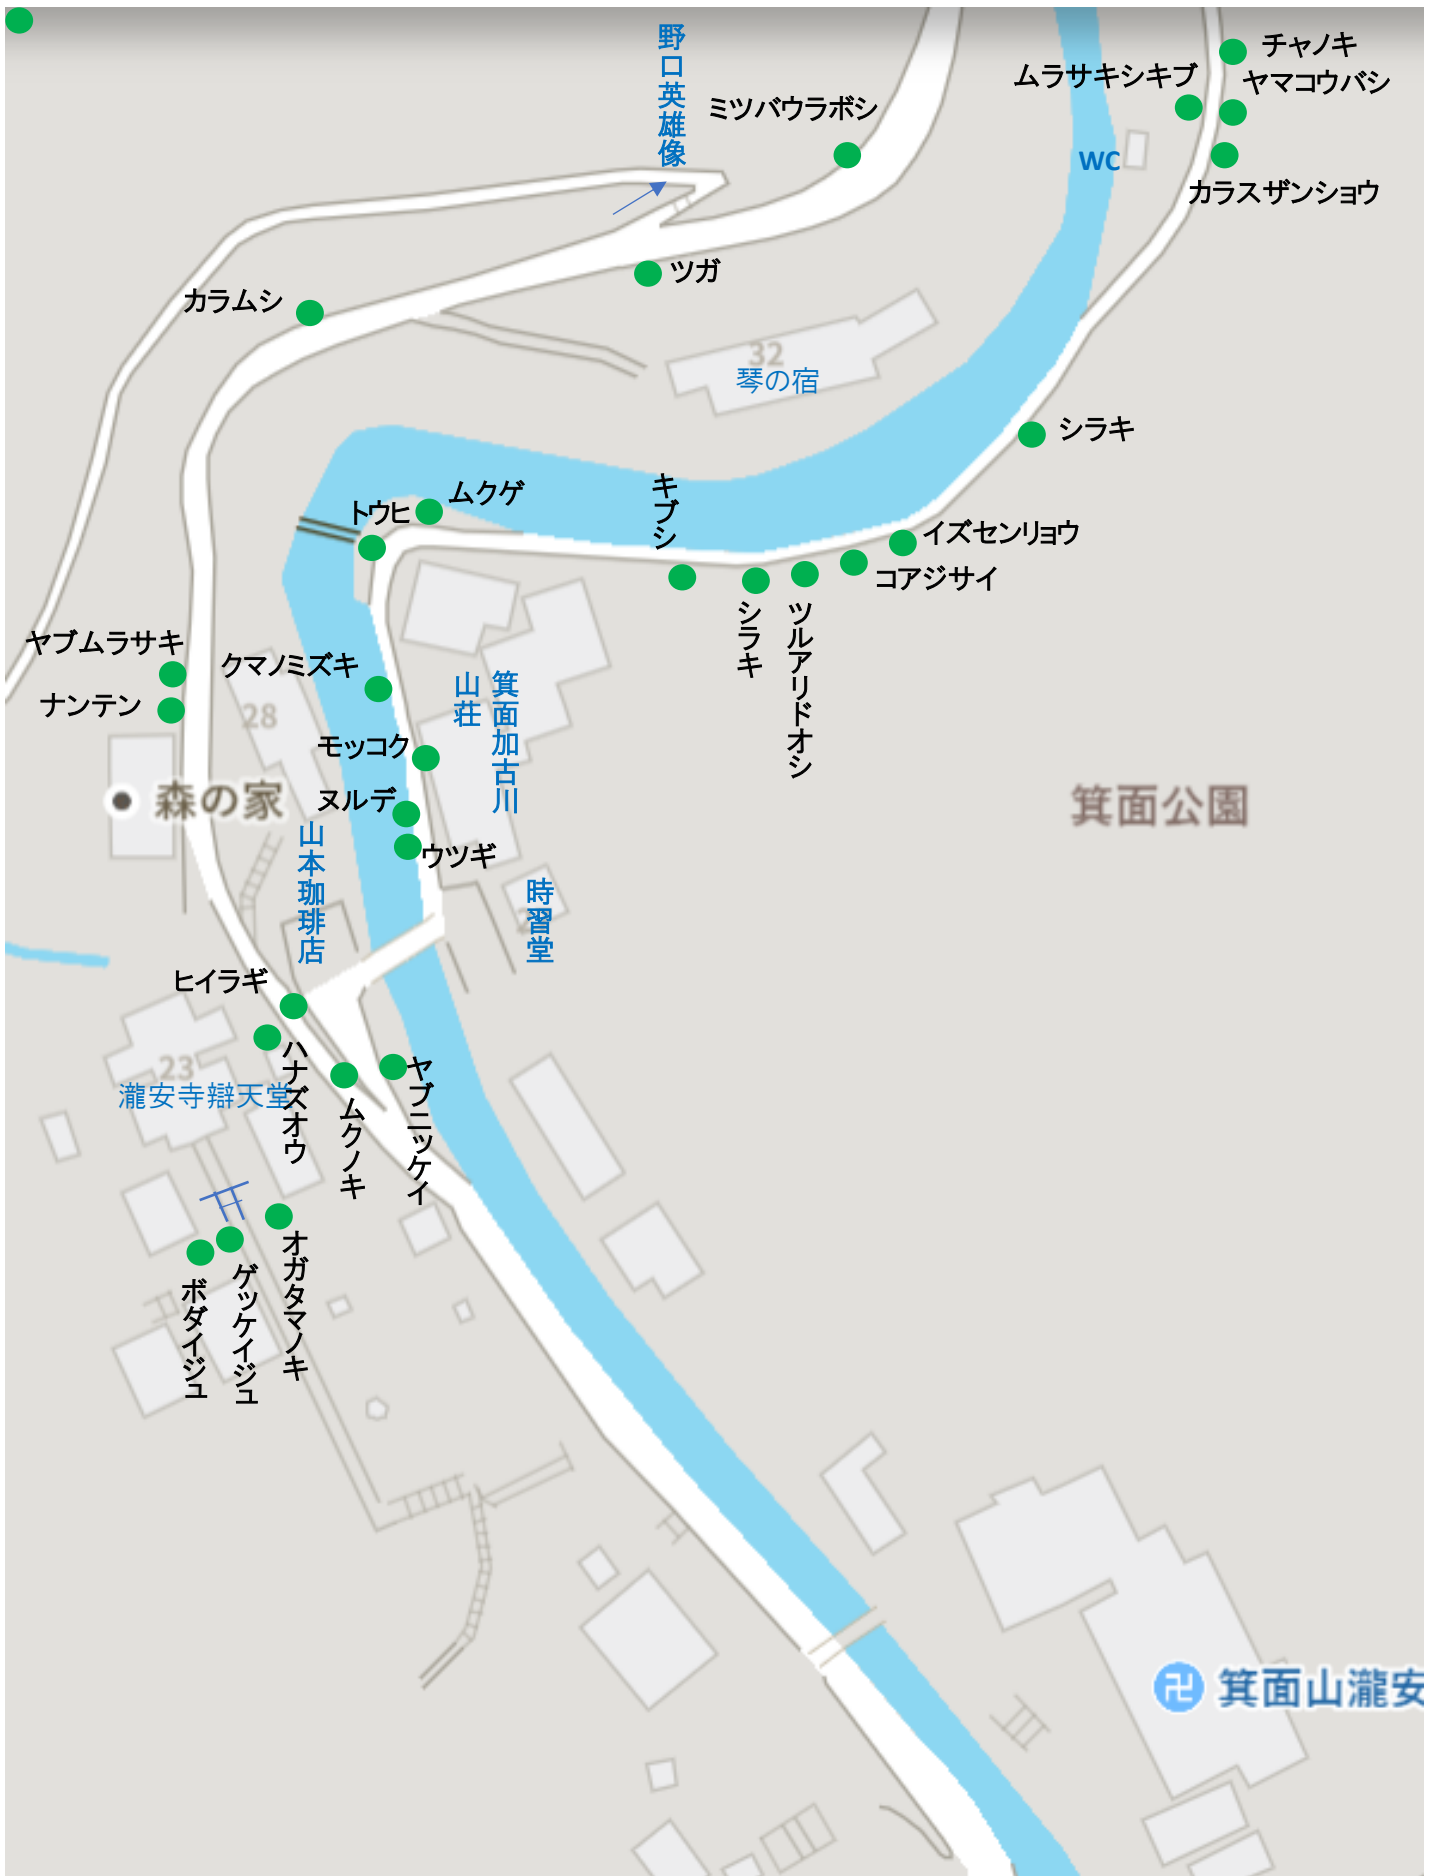 野口英雄像
チャノキ
ムラサキシキブ
ヤマコウバシ
ミツバウラボシ
WC
カラスザンショウ
ツガ
カラムシ
32
琴の宿
シラキ
ムクゲ
キブシ
トウヒ
イズセンリョウ
コアジサイ
シラキ
ツルアリドオシ
ヤブムラサキ
クマノミズキ
ナンテン
箕面加古川
山荘
28
モッコク
森の家
ヌルデ
箕面公園
山本珈琲店
ウツギ
時習堂
ヒイラギ
ハナズオウ
23
瀧安寺辯天堂
ムクノキ
ヤブニッケイ
オガタマノキ
ゲッケイジュ
ボダイジュ
卍
箕面山瀧安